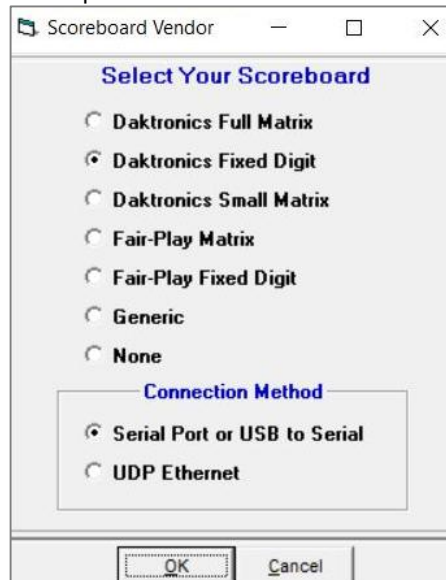 Scoreboard Vendor
Select Your Scoreboard
Daktronics Full Matrix
Daktronics Fixed Digit
Daktronics Small Matrix
Fair-Play Matrix
Fair-Play Fixed Digit
Generic
None
Connection Method
Serial Port or USB to Serial
UDP Ethernet
OK Cancel